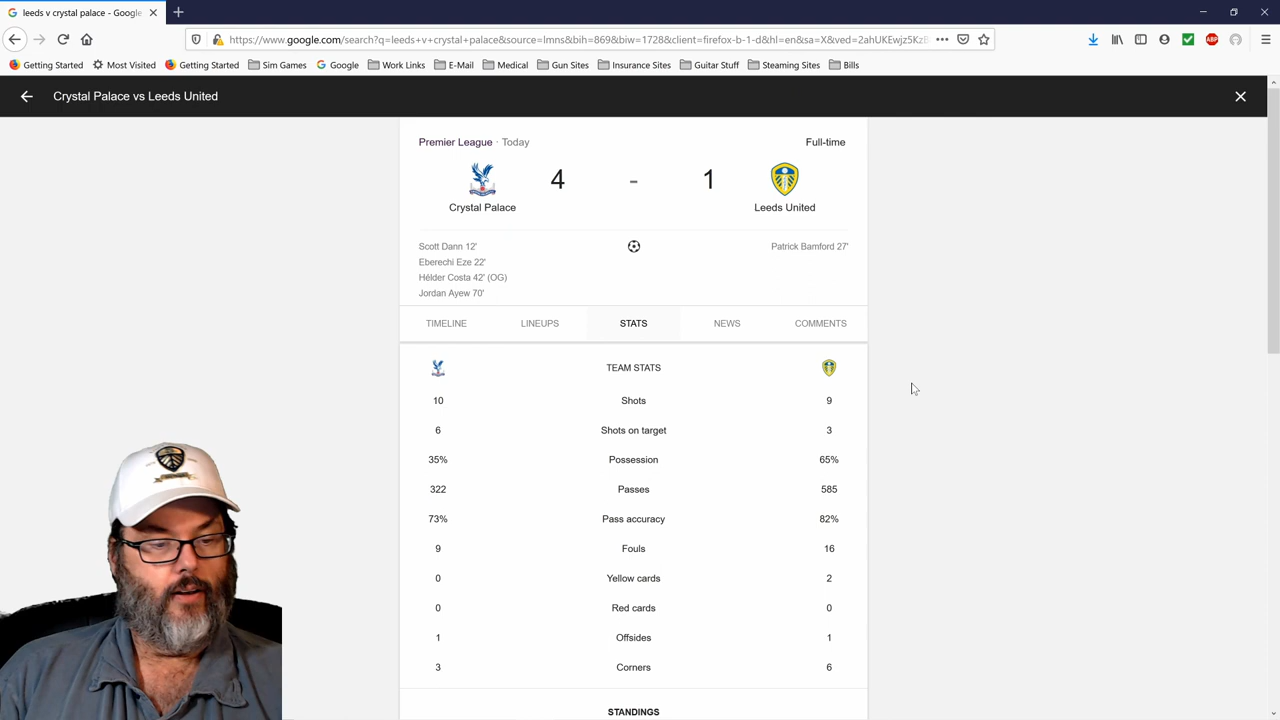 leeds v crystal palace - Google
https://www.google.com/search?q=leeds+v+crystal+palace&source=lmns&bih=869&biw=1728&client=firefox-b-1-d&hl=en&sa=X&ved=2ahUKEwjz5Kz
Getting Started Most Visited Getting Started Sim Games Google Work Links E-Mail Medical Gun Sites Insurance Sites Guitar Stuff Steaming Sites Bills
Crystal Palace vs Leeds United
Premier League · Today Full-time
4 - 1
Crystal Palace Leeds United
Scott Dann 12' Patrick Bamford 27'
Eberechi Eze 22'
Hélder Costa 42' (OG)
Jordan Ayew 70'
TIMELINE LINEUPS STATS NEWS COMMENTS
TEAM STATS
10 Shots 9
6 Shots on target 3
35% Possession 65%
322 Passes 585
73% Pass accuracy 82%
9 Fouls 16
0 Yellow cards 2
0 Red cards 0
1 Offsides 1
3 Corners 6
STANDINGS